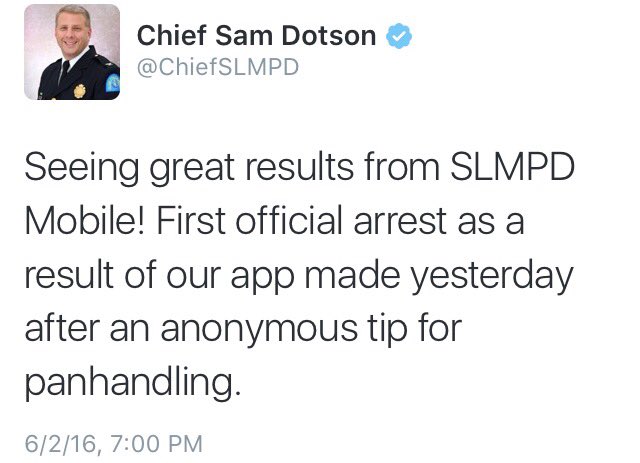 Chief Sam Dotson
@ChiefSLMPD
Seeing great results from SLMPD
Mobile! First official arrest as a
result of our app made yesterday
after an anonymous tip for
panhandling.
6/2/16, 7:00 PM